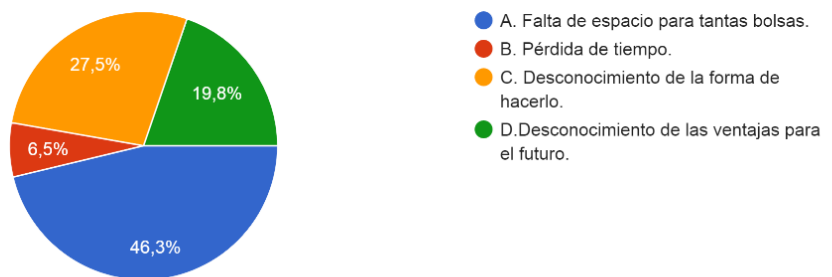 27,5%
19,8%
6,5%
46,3%
A. Falta de espacio para tantas bolsas.
B. Pérdida de tiempo.
C. Desconocimiento de la forma de
hacerlo.
D.Desconocimiento de las ventajas para
el futuro.